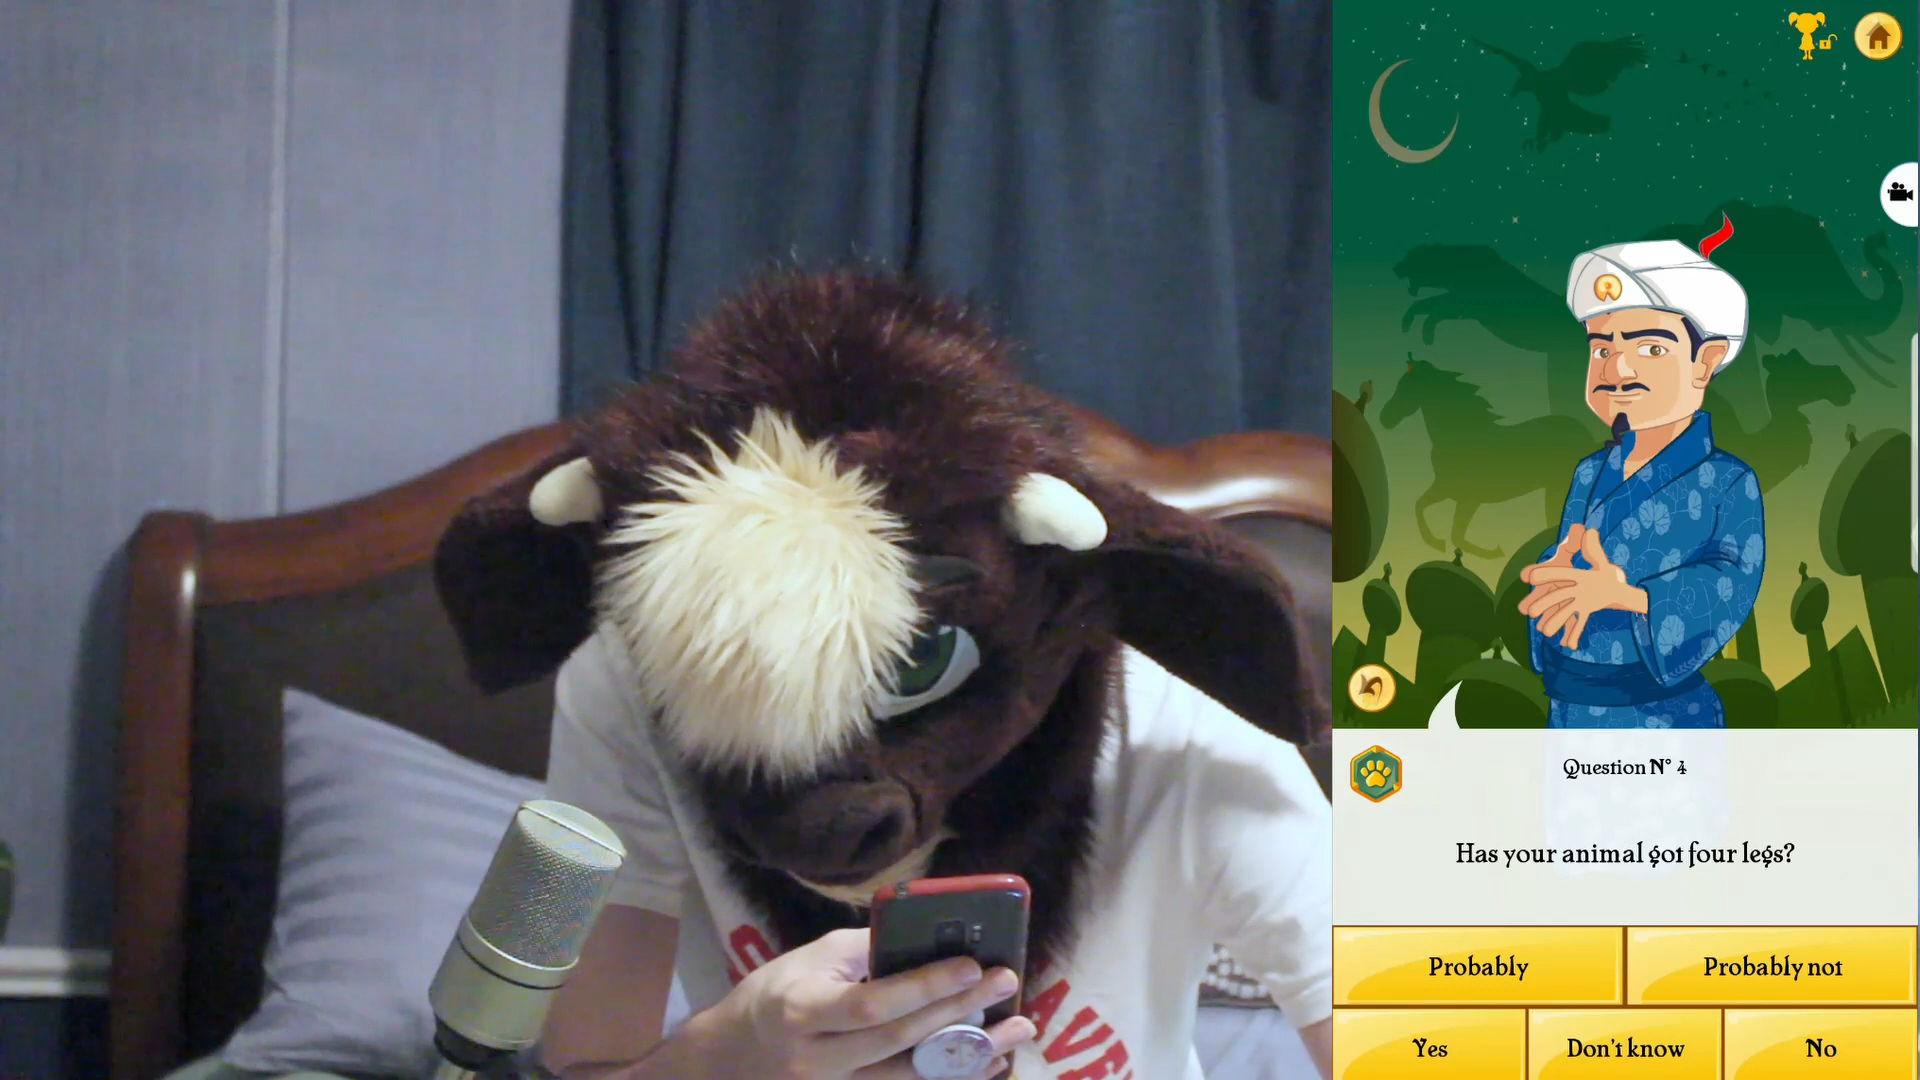 Question N° 4
Has your animal got four legs?
Probably
Probably not
Yes
Don't know
No